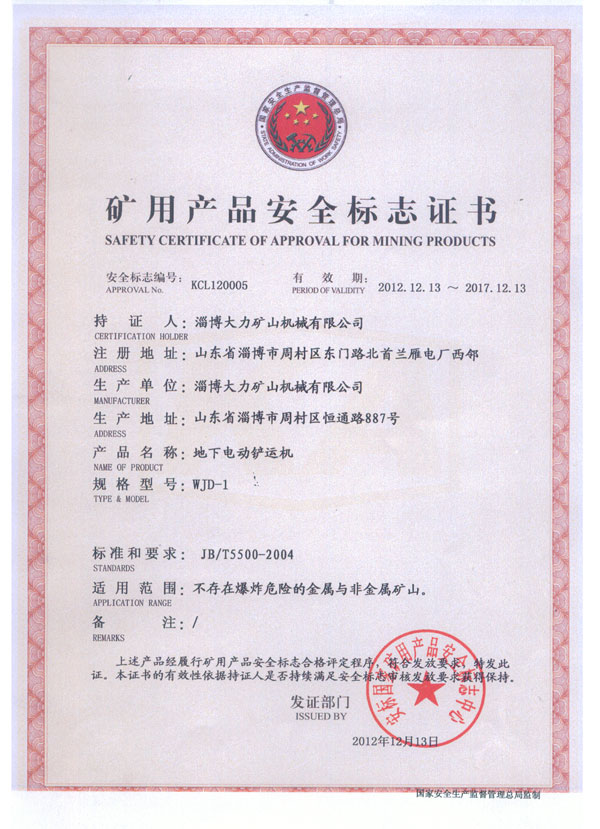 国家安全生产监督管理总局
STATE ADMINISTRATION OF WORK SAFETY
矿用产品安全标志证书
SAFETY CERTIFICATE OF APPROVAL FOR MINING PRODUCTS
安全标志编号: KCL120005 有效期: 2012.12.13 ~ 2017.12.13
APPROVAL No. PERIOD OF VALIDITY
持证人: 淄博大力矿山机械有限公司
CERTIFICATION HOLDER
注册地址: 山东省淄博市周村区东门路北首兰雁电厂西邻
ADDRESS
生产单位: 淄博大力矿山机械有限公司
MANUFACTURER
生产地址: 山东省淄博市周村区恒通路887号
ADDRESS
产品名称: 地下电动铲运机
NAME OF PRODUCT
规格型号: WJD-1
TYPE & MODEL
标准和要求: JB/T5500-2004
STANDARDS
适用范围: 不存在爆炸危险的金属与非金属矿山。
APPLICATION RANGE
备注: /
REMARKS
上述产品经履行矿用产品安全标志合格评定程序，符合发放要求，特发此
证。本证书的有效性依据持证人是否持续满足安全标志审核发放要求获得保持。
安标国家矿用产品安全标志中心
发证部门
ISSUED BY
2012年12月13日
国家安全生产监督管理总局监制